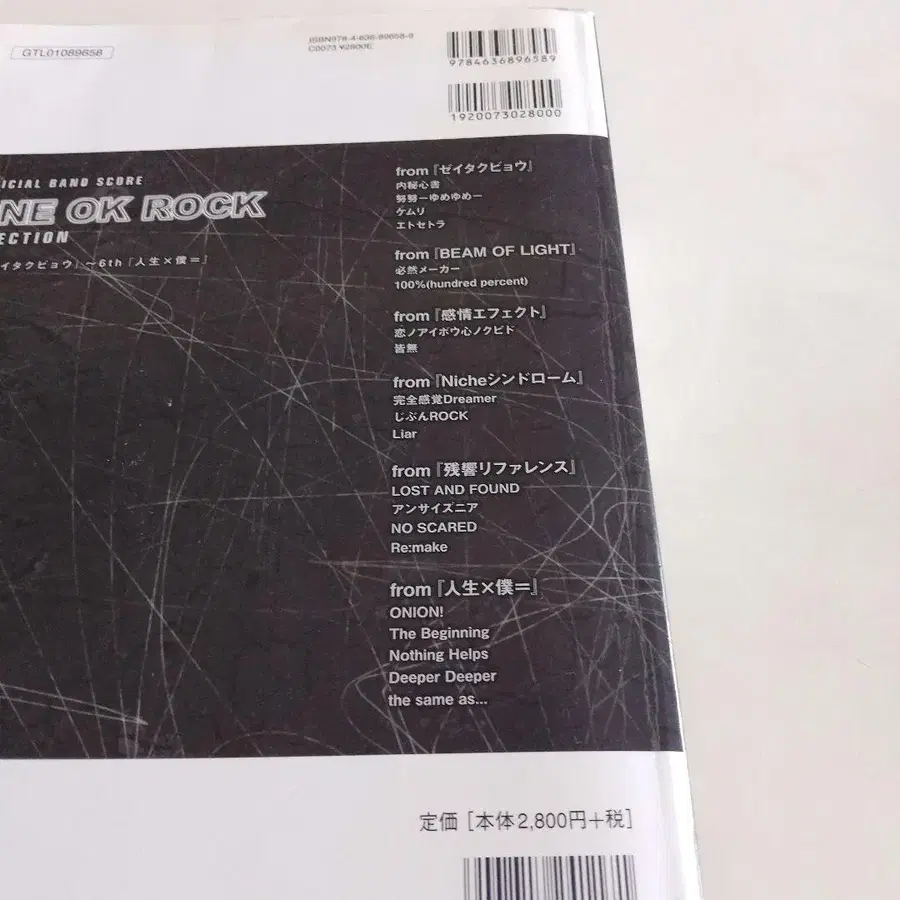 GTL01089658
ISBN978-4-636-89658-9
C0073 ¥2800E
9784636896589
1920073028000
ICIAL BAND SCORE
NE OK ROCK
ECTION
イタクビョウ』～6th『人生×僕＝』
from『ゼイタクビョウ』
内秘心書
努努ーゆめゆめー
ケムリ
エトセトラ
from『BEAM OF LIGHT』
必然メーカー
100%(hundred percent)
from『感情エフェクト』
恋ノアイボウ心ノクピド
皆無
from『Nicheシンドローム』
完全感覚Dreamer
じぶんROCK
Liar
from『残響リファレンス』
LOST AND FOUND
アンサイズニア
NO SCARED
Re:make
from『人生×僕＝』
ONION!
The Beginning
Nothing Helps
Deeper Deeper
the same as...
定価［本体2,800円+税］